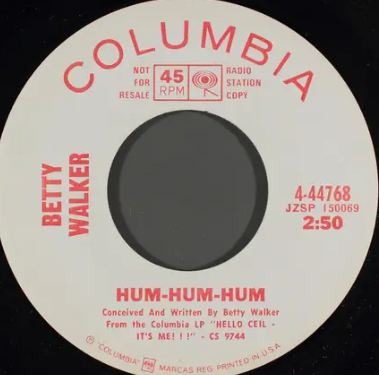 COLUMBIA
NOT FOR RESALE
45 RPM
RADIO STATION COPY
BETTY WALKER
4-44768
JZSP 150069
2:50
HUM-HUM-HUM
Conceived And Written By Betty Walker
From the Columbia LP "HELLO CEIL -
IT'S ME! ! !" - CS 9744
® "COLUMBIA" MARCAS REG. PRINTED IN U.S.A.